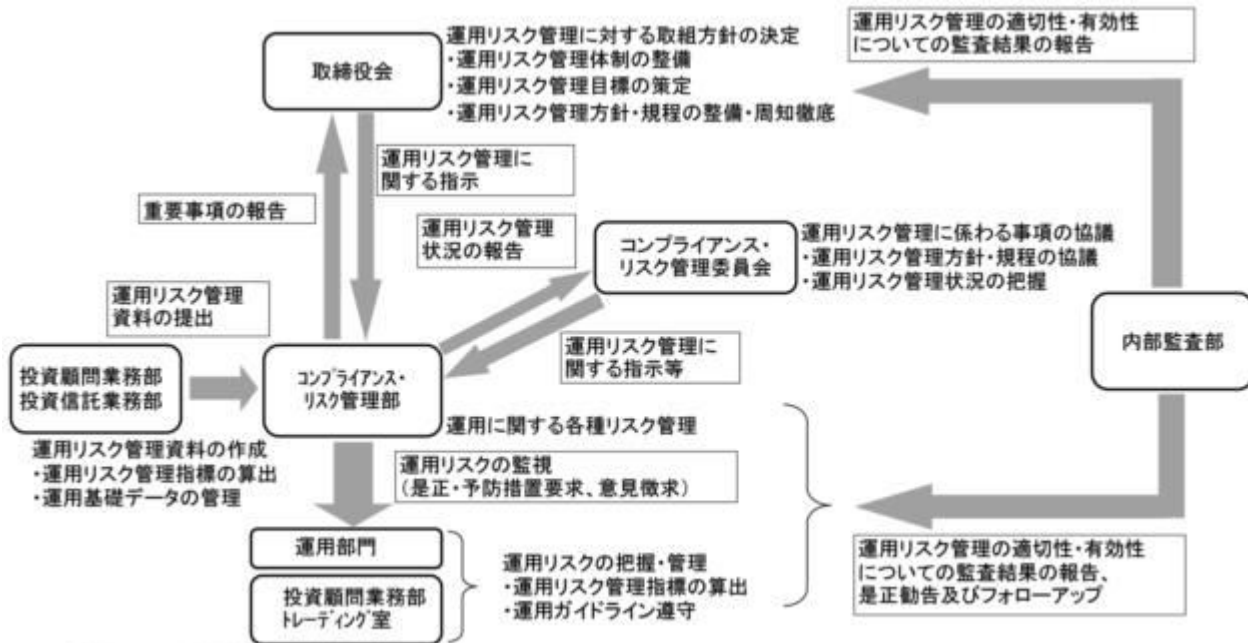 取締役会
運用リスク管理に対する取組方針の決定
・運用リスク管理体制の整備
・運用リスク管理目標の策定
・運用リスク管理方針・規程の整備・周知徹底
運用リスク管理の適切性・有効性
についての監査結果の報告
運用リスク管理に
関する指示
重要事項の報告
運用リスク管理
状況の報告
コンプライアンス・
リスク管理委員会
運用リスク管理に係わる事項の協議
・運用リスク管理方針・規程の協議
・運用リスク管理状況の把握
運用リスク管理
資料の提出
運用リスク管理に
関する指示等
内部監査部
投資顧問業務部
投資信託業務部
コンプライアンス・
リスク管理部
運用リスク管理資料の作成
・運用リスク管理指標の算出
・運用基礎データの管理
運用に関する各種リスク管理
運用リスクの監視
(是正・予防措置要求、意見徴求)
運用部門
投資顧問業務部
トレーディング室
運用リスクの把握・管理
・運用リスク管理指標の算出
・運用ガイドライン遵守
運用リスク管理の適切性・有効性
についての監査結果の報告、
是正勧告及びフォローアップ